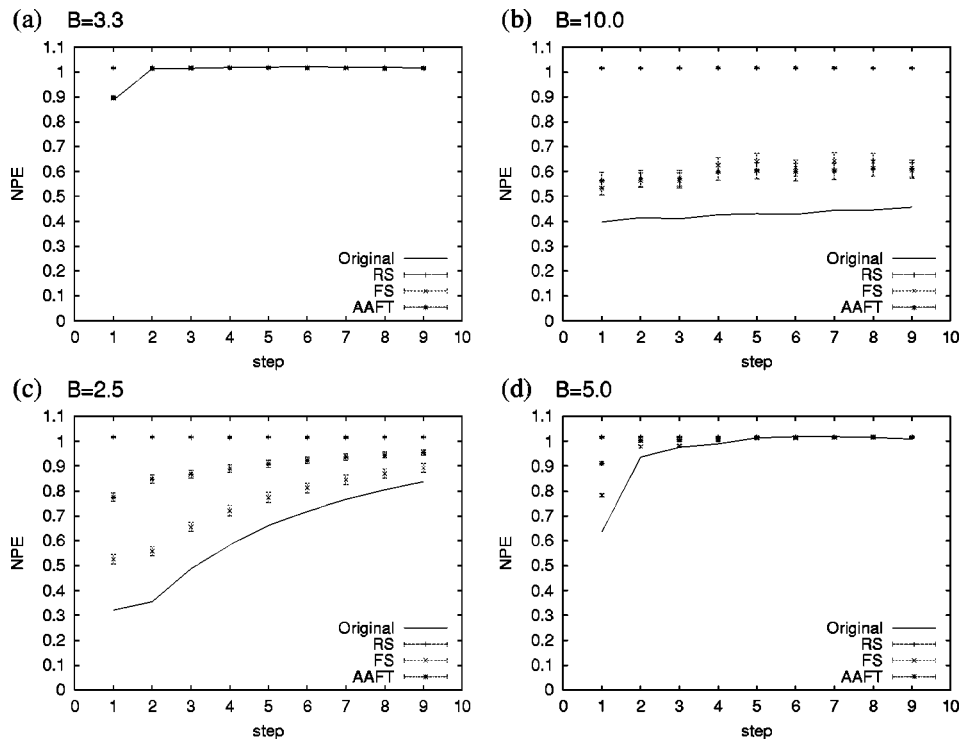 (a) B=3.3
1.1
1
0.9
0.8
0.7
0.6
0.5
0.4
0.3
0.2
0.1
0
NPE
Original
RS
FS
AAFT
0 1 2 3 4 5 6 7 8 9 10
step
(b) B=10.0
1.1
1
0.9
0.8
0.7
0.6
0.5
0.4
0.3
0.2
0.1
0
NPE
Original
RS
FS
AAFT
0 1 2 3 4 5 6 7 8 9 10
step
(c) B=2.5
1.1
1
0.9
0.8
0.7
0.6
0.5
0.4
0.3
0.2
0.1
0
NPE
Original
RS
FS
AAFT
0 1 2 3 4 5 6 7 8 9 10
step
(d) B=5.0
1.1
1
0.9
0.8
0.7
0.6
0.5
0.4
0.3
0.2
0.1
0
NPE
Original
RS
FS
AAFT
0 1 2 3 4 5 6 7 8 9 10
step